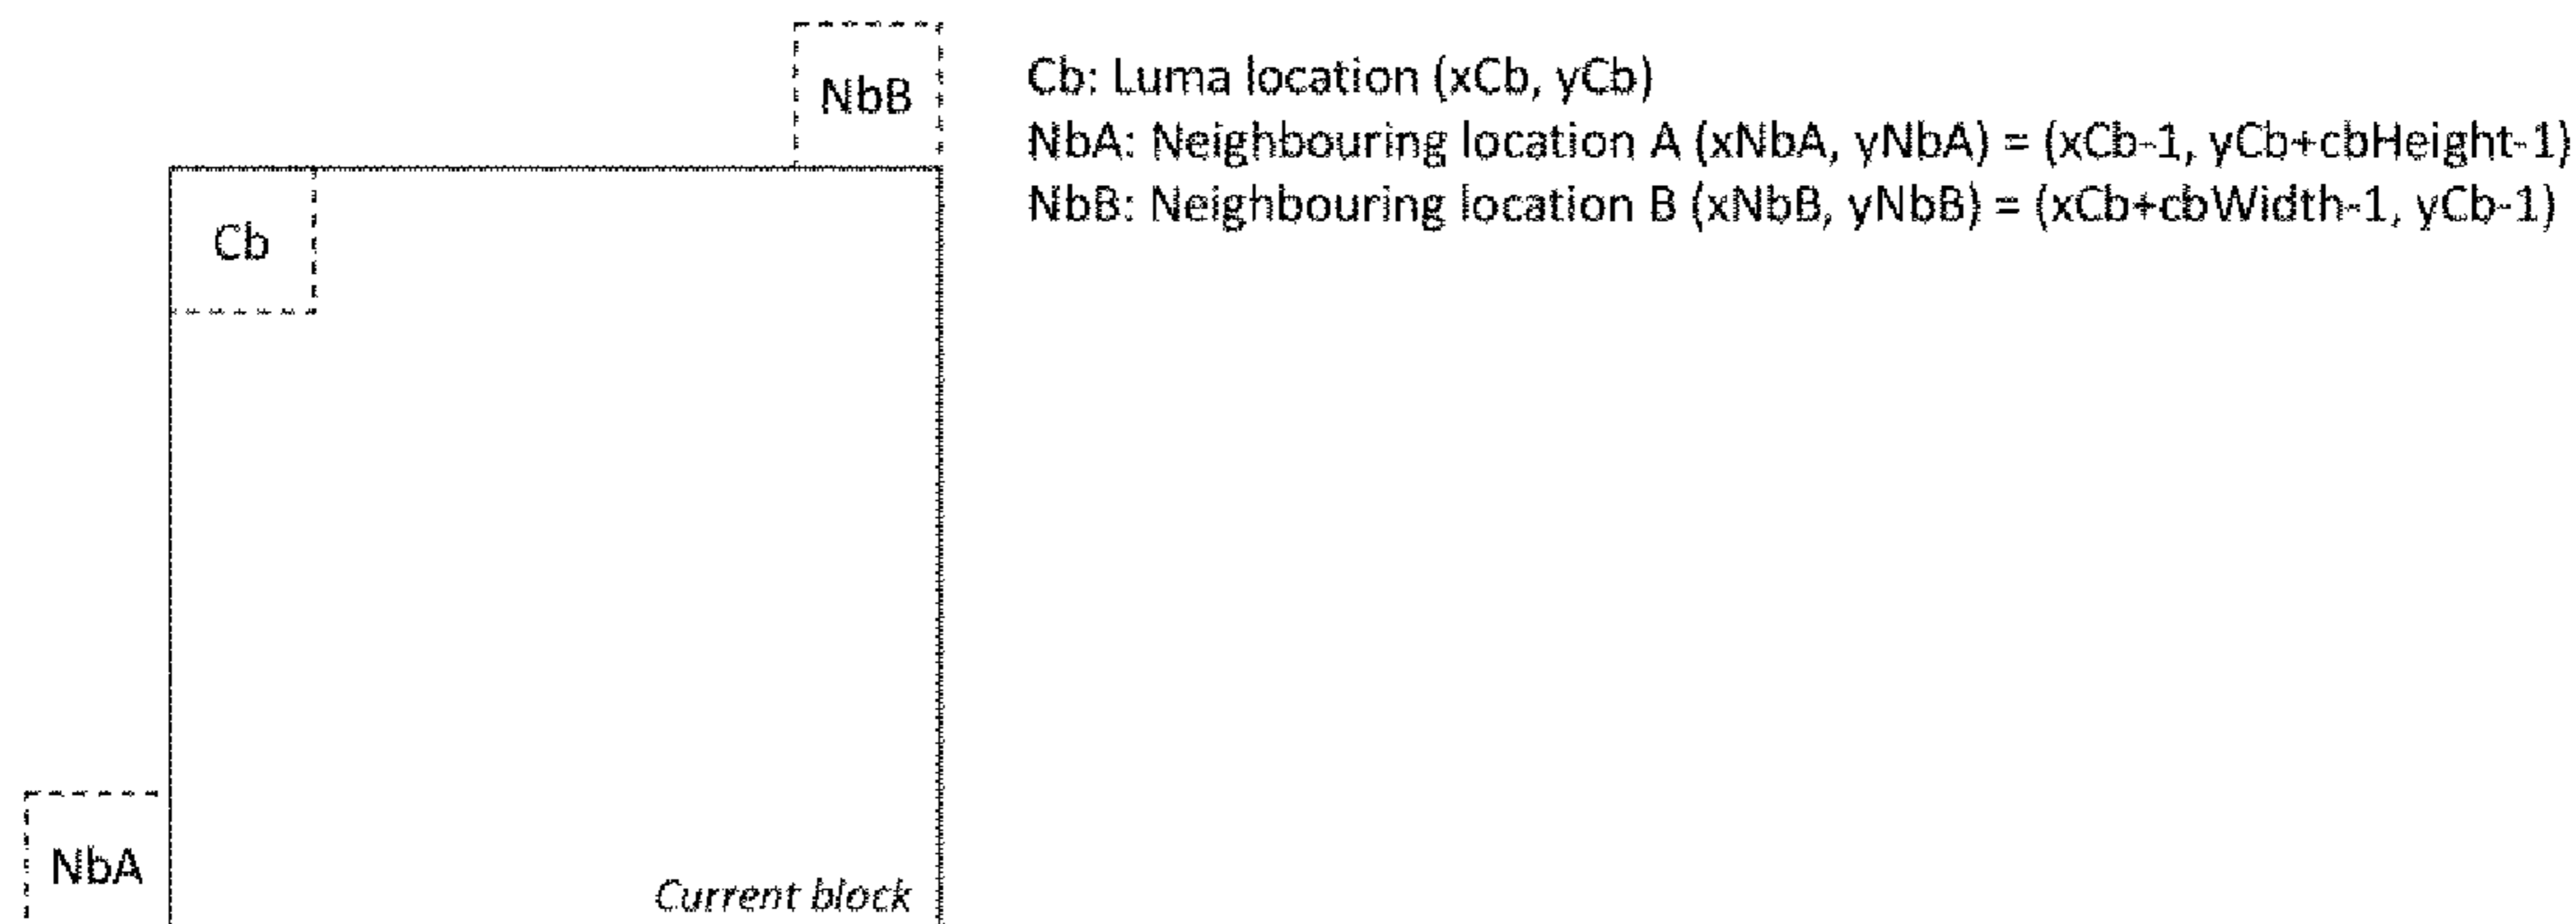 NbB
Cb: Luma location (xCb, yCb)
NbA: Neighbouring location A (xNbA, yNbA) = (xCb-1, yCb+cbHeight-1)
NbB: Neighbouring location B (xNbB, yNbB) = (xCb+cbWidth-1, yCb-1)
Cb
NbA
Current block